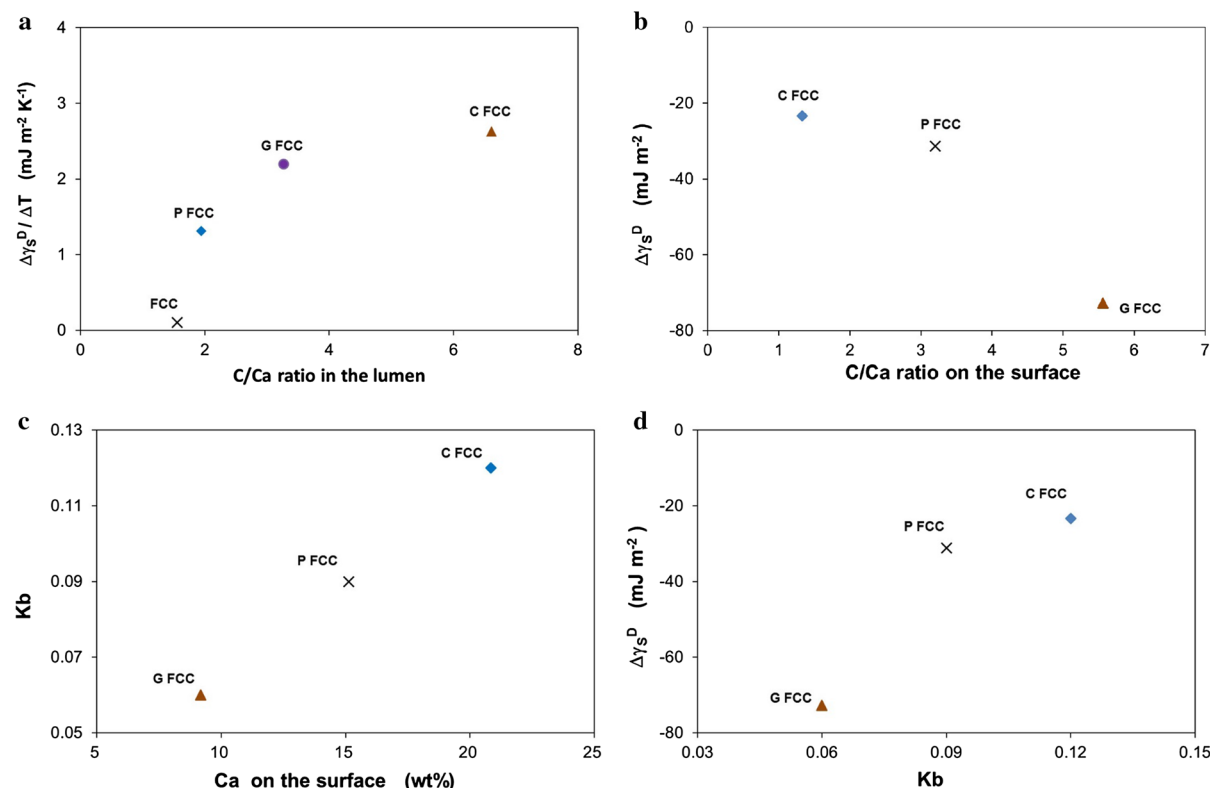 a
4
3
2
1
0
0 2 4 6 8
ΔγsD / ΔT (mJ m-2 K-1)
C FCC
G FCC
P FCC
FCC
C/Ca ratio in the lumen
b
0
-20
-40
-60
-80
0 1 2 3 4 5 6 7
ΔγsD (mJ m-2 )
C FCC
P FCC
G FCC
C/Ca ratio on the surface
c
0.13
0.11
0.09
0.07
0.05
5 10 15 20 25
Kb
C FCC
P FCC
G FCC
Ca on the surface (wt%)
d
0
-20
-40
-60
-80
0.03 0.06 0.09 0.12 0.15
ΔγsD (mJ m-2)
C FCC
P FCC
G FCC
Kb